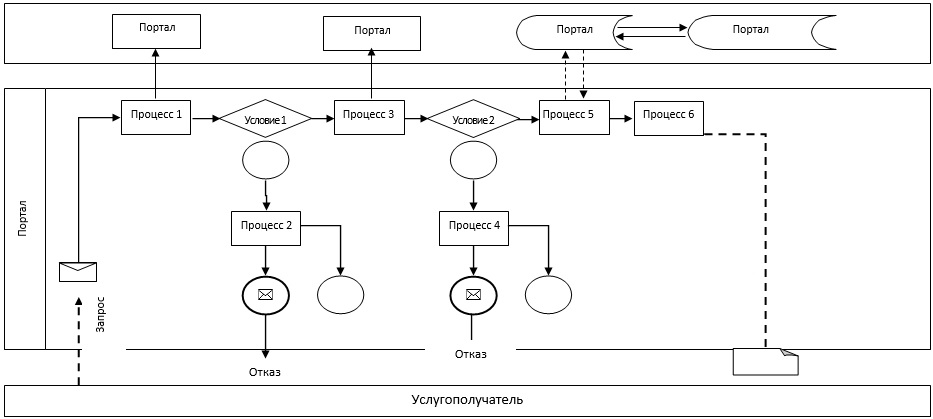 Портал
Портал
Портал
Портал
Процесс 1
Условие 1
Процесс 3
Условие 2
Процесс 5
Процесс 6
Портал
Процесс 2
Процесс 4
Запрос
Отказ
Отказ
Услугополучатель